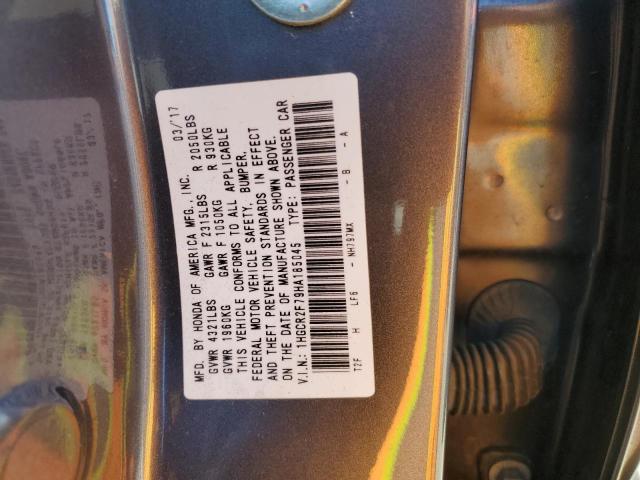 MFD. BY HONDA OF AMERICA MFG., INC. 03/'17
GVWR 4321LBS GAWR F 2315LBS R 2050LBS
GVWR 1960KG GAWR F 1050KG R 930KG
THIS VEHICLE CONFORMS TO ALL APPLICABLE
FEDERAL MOTOR VEHICLE SAFETY, BUMPER,
AND THEFT PREVENTION STANDARDS IN EFFECT
ON THE DATE OF MANUFACTURE SHOWN ABOVE.
V.I.N.: 1HGCR2F79HA185045 TYPE: PASSENGER CAR
T2F H LF6 - NH797MX - B - A